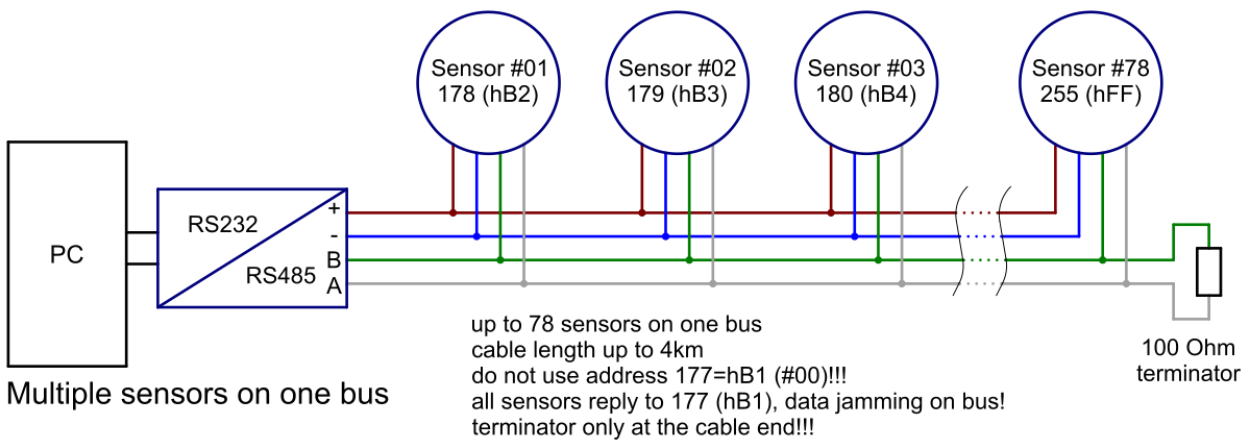 Sensor #01
178 (hB2)
Sensor #02
179 (hB3)
Sensor #03
180 (hB4)
Sensor #78
255 (hFF)
PC
RS232
RS485
+
-
B
A
up to 78 sensors on one bus
cable length up to 4km
do not use address 177=hB1 (#00)!!!
all sensors reply to 177 (hB1), data jamming on bus!
terminator only at the cable end!!!
100 Ohm
terminator
Multiple sensors on one bus